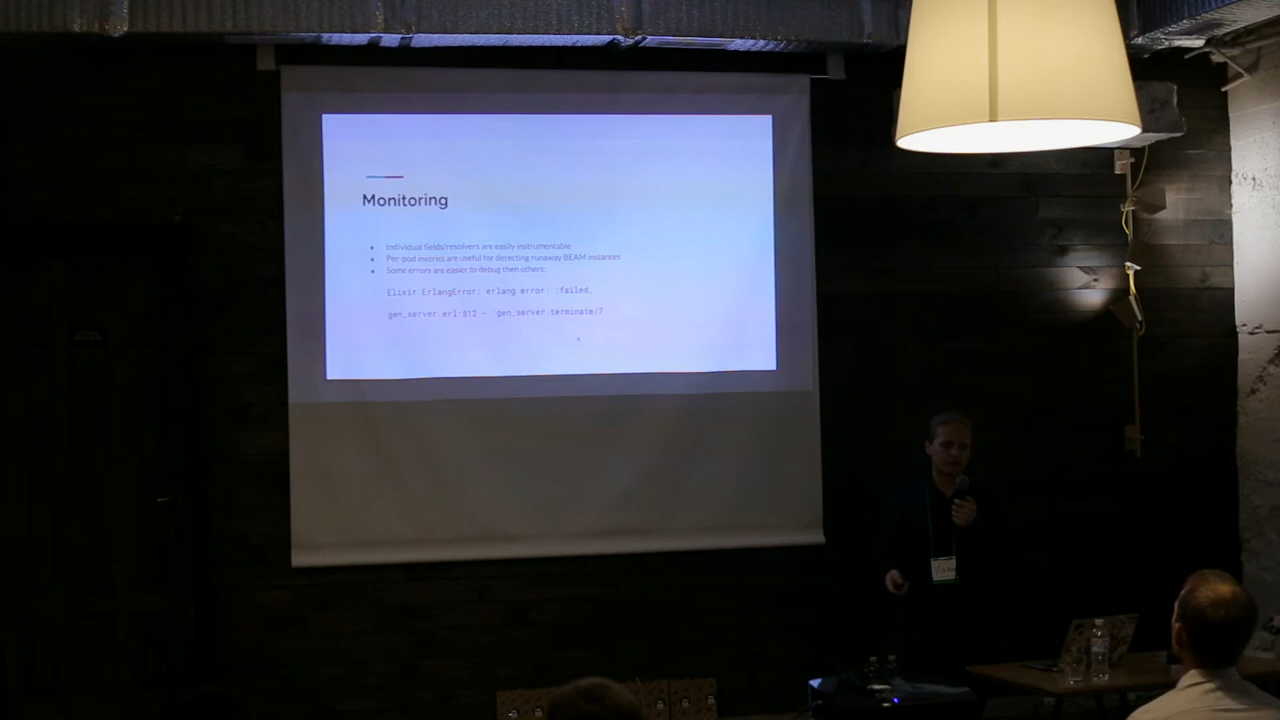 Monitoring
● Individual fields/resolvers are easily instrumentable
● Per-pod metrics are useful for detecting runaway BEAM instances
● Some errors are easier to debug then others:
Elixir.ErlangError: erlang error: :failed,
gen_server.erl:812 - :gen_server.terminate/7